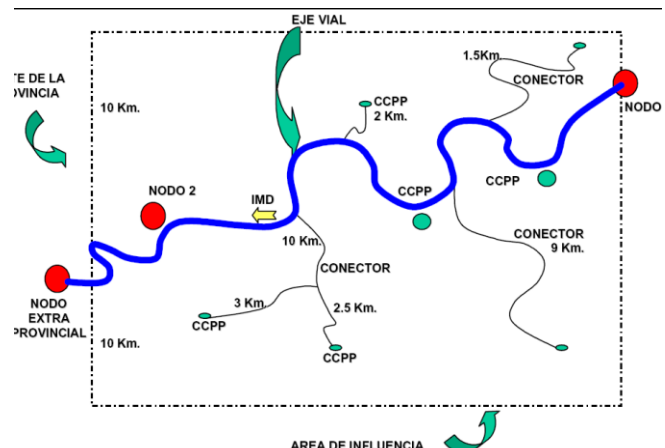 EJE VIAL
1.5Km.
CONECTOR
TE DE LA
OVINCIA
10 Km.
CCPP
2 Km.
NODO
NODO 2
IMD
CCPP
CCPP
10 Km.
CONECTOR
9 Km.
CONECTOR
3 Km.
2.5 Km.
NODO
EXTRA
PROVINCIAL
10 Km.
CCPP
CCPP
AREA DE INFLUENCIA